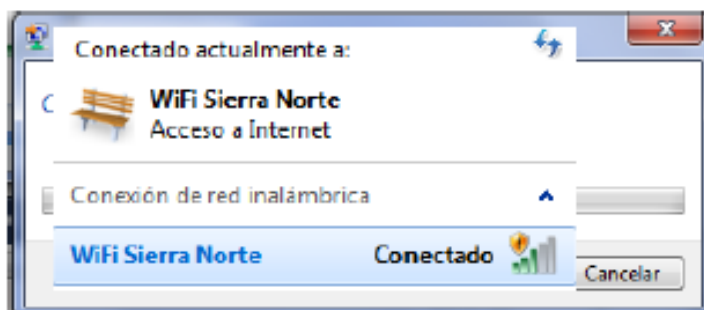 Conectado actualmente a:
WiFi Sierra Norte
Acceso a Internet
Conexión de red inalámbrica
WiFi Sierra Norte Conectado
Cancelar